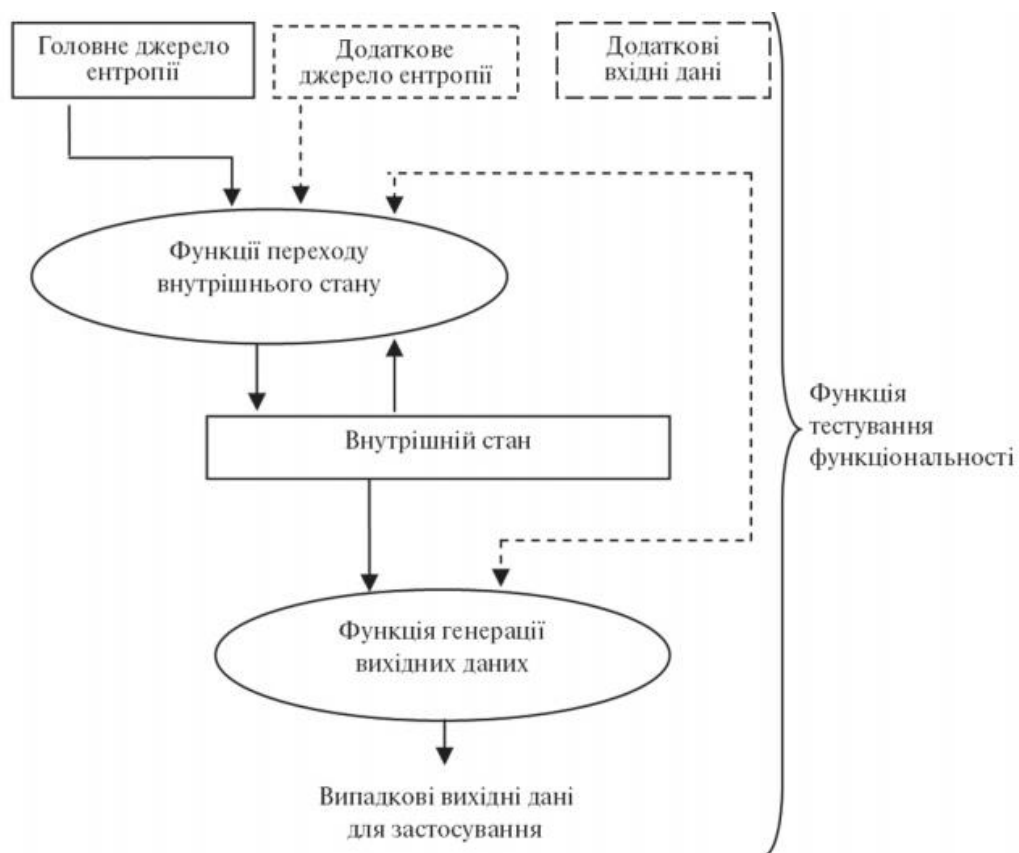 Головне джерело
ентропії
Додаткове
джерело ентропії
Додаткові
вхідні дані
Функції переходу
внутрішнього стану
Внутрішній стан
Функція
тестування
функціональності
Функція генерації
вихідних даних
Випадкові вихідні дані
для застосування